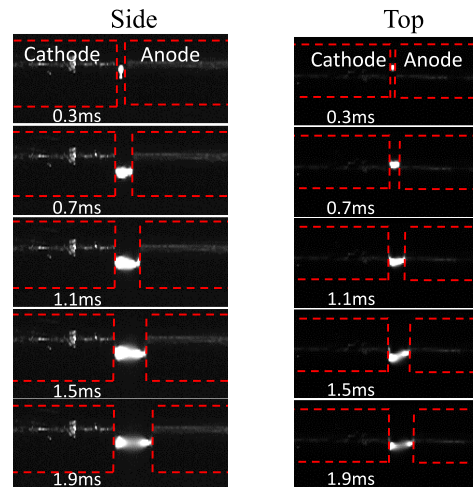 Side
Top
Cathode Anode
0.3ms
0.7ms
1.1ms
1.5ms
1.9ms
Cathode Anode
0.3ms
0.7ms
1.1ms
1.5ms
1.9ms